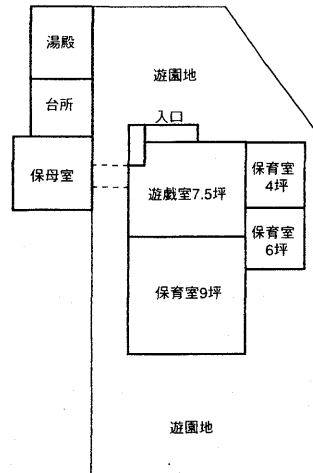 湯殿
遊園地
台所
入口
保母室
遊戯室7.5坪
保育室
4坪
保育室
6坪
保育室9坪
遊園地